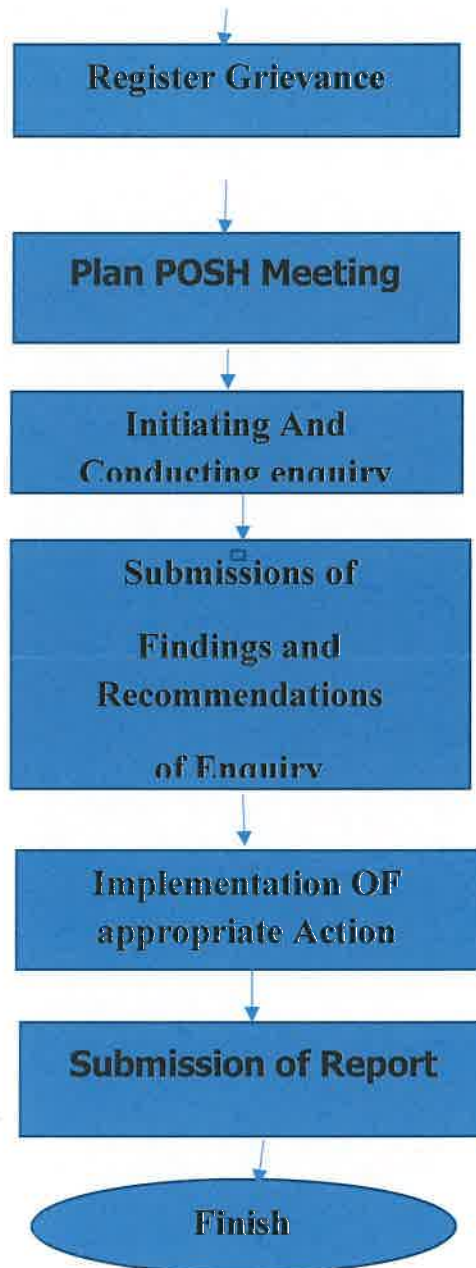 Register Grievance
Plan POSH Meeting
Initiating And
Conducting enquiry
Submissions of
Findings and
Recommendations
of Enquiry
Implementation OF
appropriate Action
Submission of Report
Finish